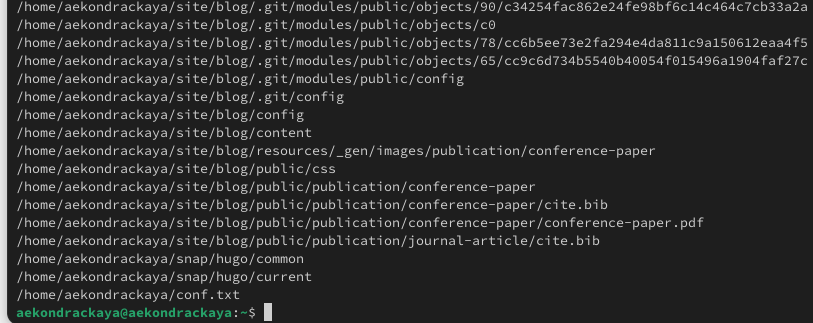 /home/aekondrackaya/site/blog/.git/modules/public/objects/90/c34254fac862e24fe98bf6c14c464c7cb33a2a
/home/aekondrackaya/site/blog/.git/modules/public/objects/c0
/home/aekondrackaya/site/blog/.git/modules/public/objects/78/cc6b5ee73e2fa294e4da811c9a150612eaa4f5
/home/aekondrackaya/site/blog/.git/modules/public/objects/65/cc9c6d734b5540b40054f015496a1904faf27c
/home/aekondrackaya/site/blog/.git/modules/public/config
/home/aekondrackaya/site/blog/.git/config
/home/aekondrackaya/site/blog/config
/home/aekondrackaya/site/blog/content
/home/aekondrackaya/site/blog/resources/_gen/images/publication/conference-paper
/home/aekondrackaya/site/blog/public/css
/home/aekondrackaya/site/blog/public/publication/conference-paper
/home/aekondrackaya/site/blog/public/publication/conference-paper/cite.bib
/home/aekondrackaya/site/blog/public/publication/conference-paper/conference-paper.pdf
/home/aekondrackaya/site/blog/public/publication/journal-article/cite.bib
/home/aekondrackaya/snap/hugo/common
/home/aekondrackaya/snap/hugo/current
/home/aekondrackaya/conf.txt
aekondrackaya@aekondrackaya:~$